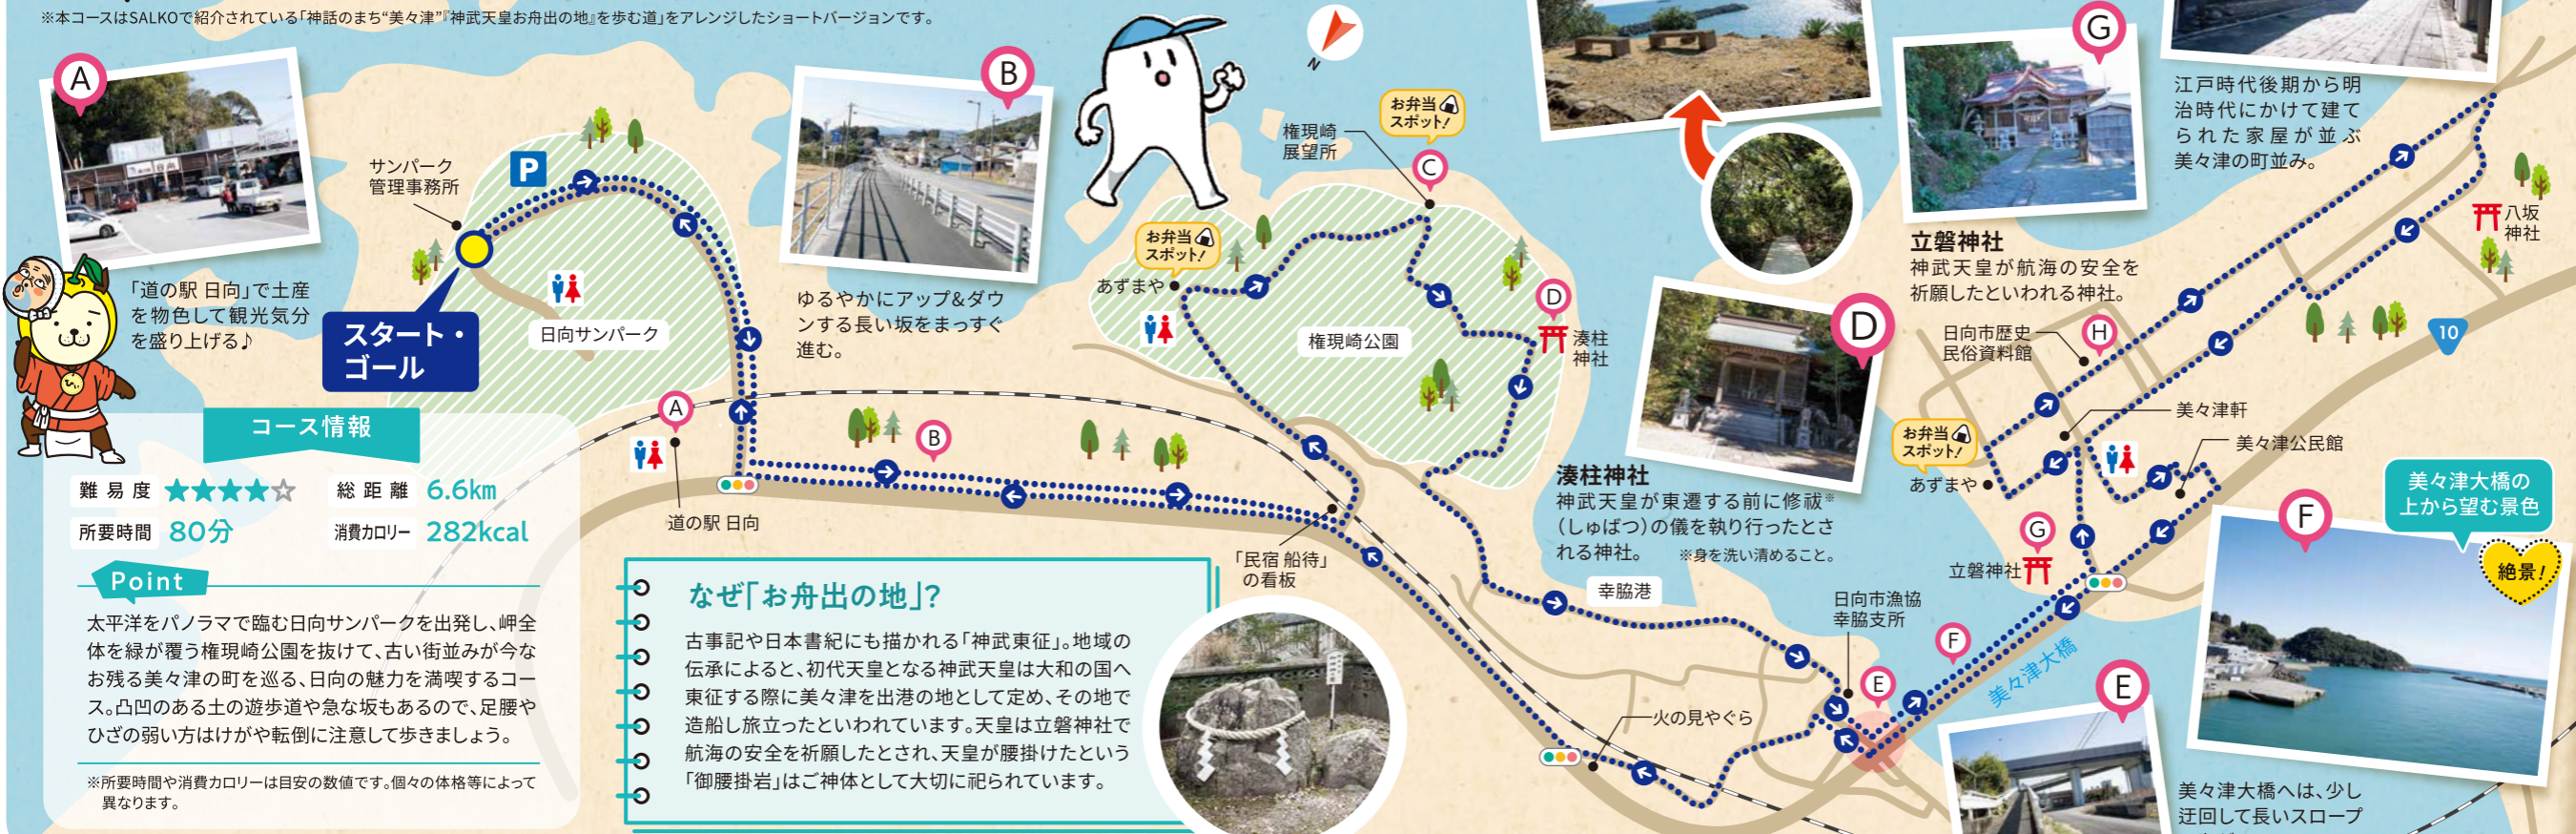 ※本コースはSALKOで紹介されている「神話のまち“美々津”『神武天皇お舟出の地』を歩む道」をアレンジしたショートバージョンです。
A
「道の駅 日向」で土産
を物色して観光気分
を盛り上げる♪
サンパーク
管理事務所
P
スタート・
ゴール
日向サンパーク
A
道の駅 日向
B
ゆるやかにアップ&ダウ
ンする長い坂をまっすぐ
進む。
B
N
お弁当
スポット!
あずまや
権現崎
展望所
お弁当
スポット!
C
権現崎公園
D
湊柱
神社
D
湊柱神社
神武天皇が東遷する前に修祓※
(しゅばつ)の儀を執り行ったとさ
れる神社。
※身を洗い清めること。
G
立磐神社
神武天皇が航海の安全を
祈願したといわれる神社。
江戸時代後期から明
治時代にかけて建て
られた家屋が並ぶ
美々津の町並み。
八坂
神社
10
日向市歴史
民俗資料館
H
美々津軒
美々津公民館
お弁当
スポット!
あずまや
G
立磐神社
美々津大橋の
上から望む景色
F
絶景!
美々津大橋へは、少し
迂回して長いスロープ
E
美々津大橋
F
E
日向市漁協
幸脇支所
幸脇港
火の見やぐら
「民宿 船待」
の看板
コース情報
難易度 ★★★★☆
総距離 6.6km
所要時間 80分
消費カロリー 282kcal
Point
太平洋をパノラマで臨む日向サンパークを出発し、岬全
体を緑が覆う権現崎公園を抜けて、古い街並みが今な
お残る美々津の町を巡る、日向の魅力を満喫するコー
ス。凸凹のある土の遊歩道や急な坂もあるので、足腰や
ひざの弱い方はけがや転倒に注意して歩きましょう。
※所要時間や消費カロリーは目安の数値です。個々の体格等によって
異なります。
なぜ「お舟出の地」?
古事記や日本書紀にも描かれる「神武東征」。地域の
伝承によると、初代天皇となる神武天皇は大和の国へ
東征する際に美々津を出港の地として定め、その地で
造船し旅立ったといわれています。天皇は立磐神社で
航海の安全を祈願したとされ、天皇が腰掛けたという
「御腰掛岩」はご神体として大切に祀られています。